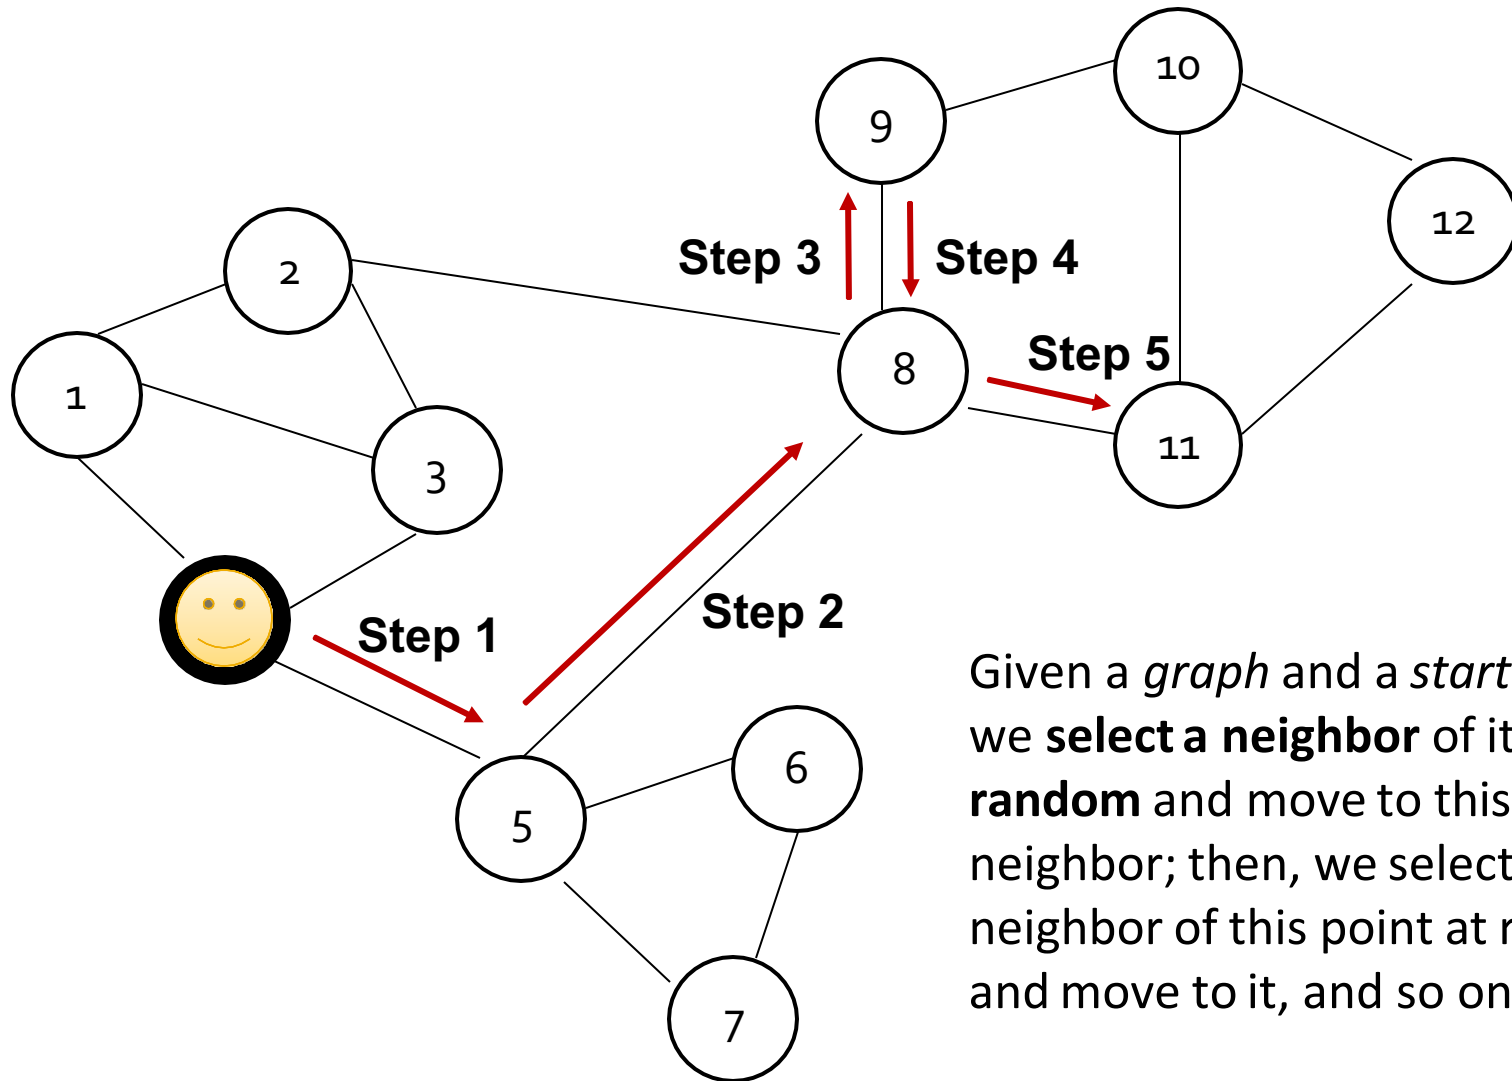 10
9
12
2
Step 3
Step 4
8
Step 5
1
3
11
Step 2
Step 1
6
5
7
Given a graph and a start
we select a neighbor of it
random and move to this
neighbor; then, we select
neighbor of this point at
and move to it, and so on